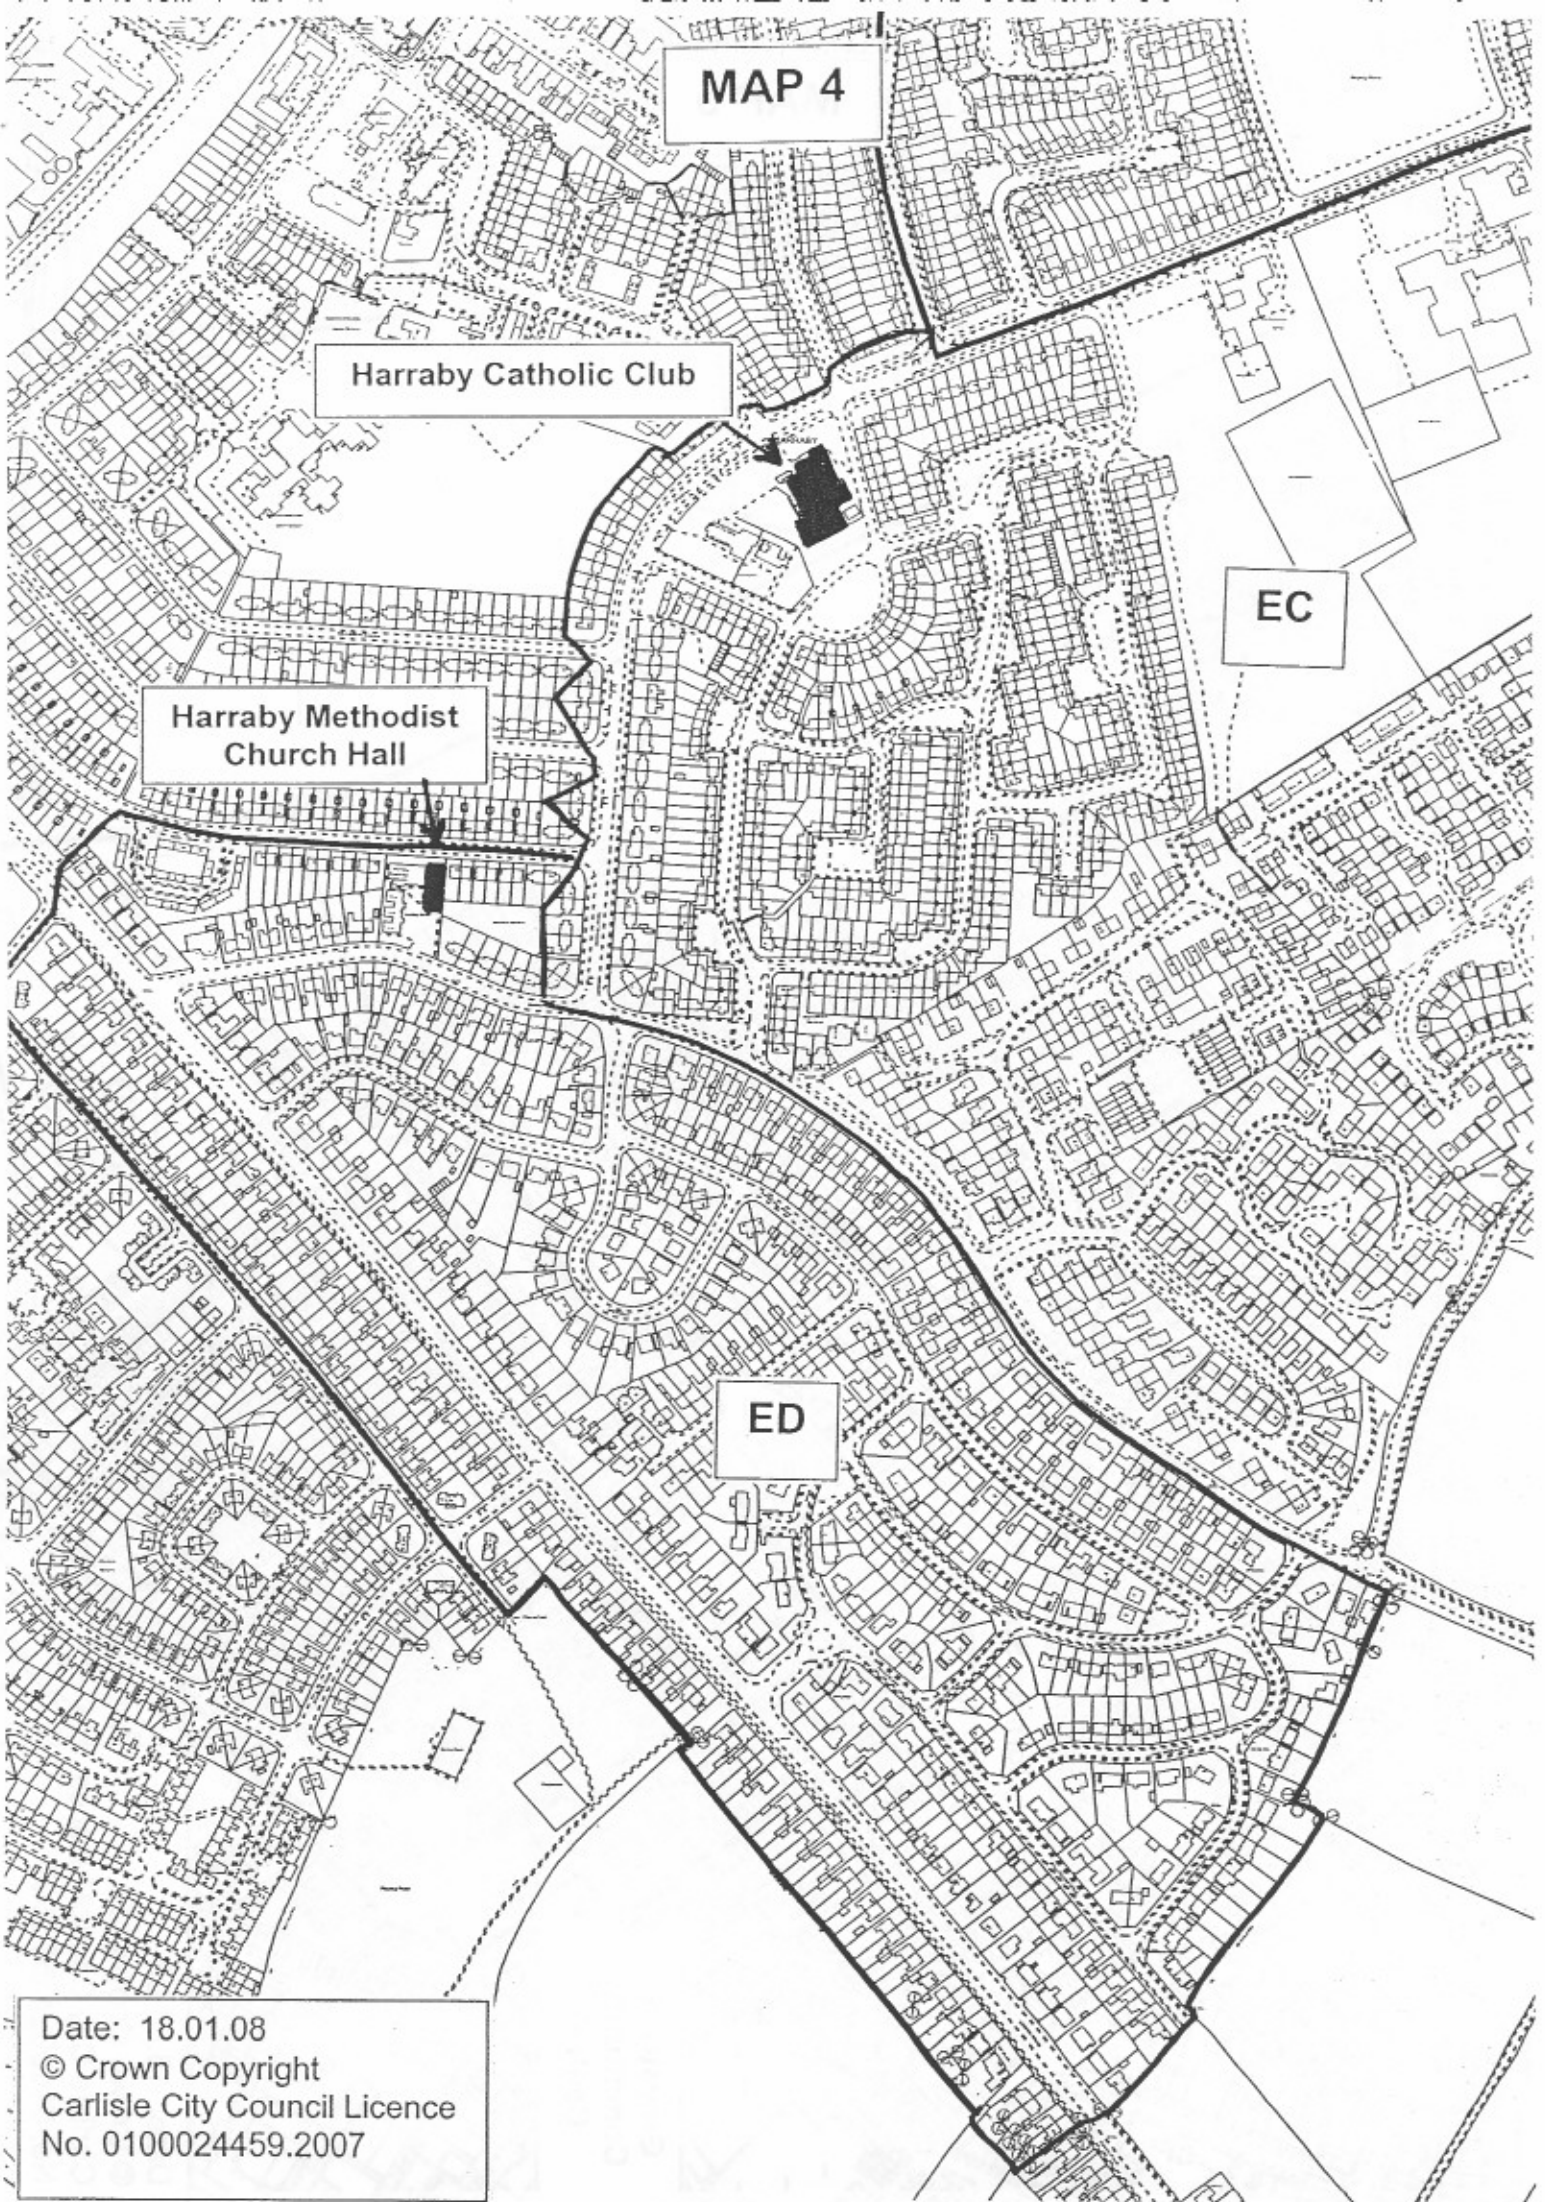 MAP 4
Harraby Catholic Club
EC
Harraby Methodist
Church Hall
ED
Date: 18.01.08
© Crown Copyright
Carlisle City Council Licence
No. 0100024459.2007